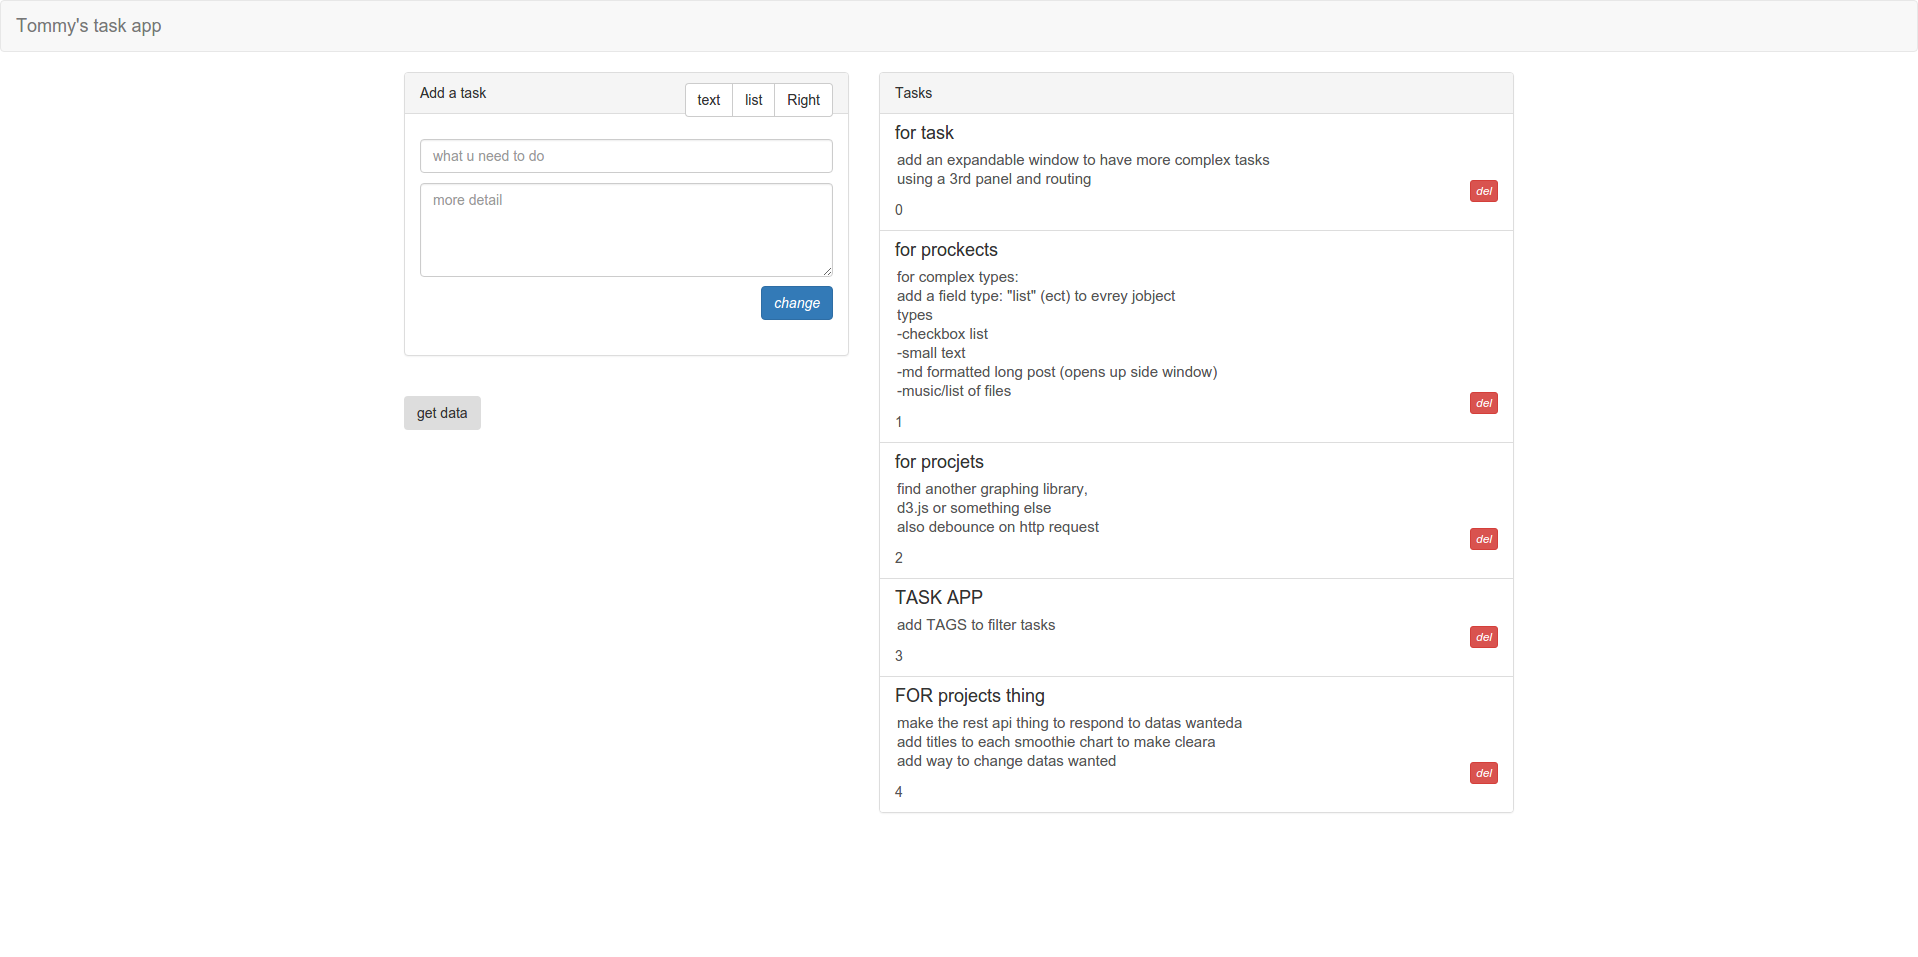 Tommy's task app
Add a task
text
list
Right
what u need to do
more detail
change
get data
Tasks
for task
add an expandable window to have more complex tasks
using a 3rd panel and routing
del
0
for prockects
for complex types:
add a field type: "list" (ect) to evrey jobject
types
-checkbox list
-small text
-md formatted long post (opens up side window)
-music/list of files
del
1
for procjets
find another graphing library,
d3.js or something else
also debounce on http request
del
2
TASK APP
add TAGS to filter tasks
del
3
FOR projects thing
make the rest api thing to respond to datas wanteda
add titles to each smoothie chart to make cleara
add way to change datas wanted
del
4